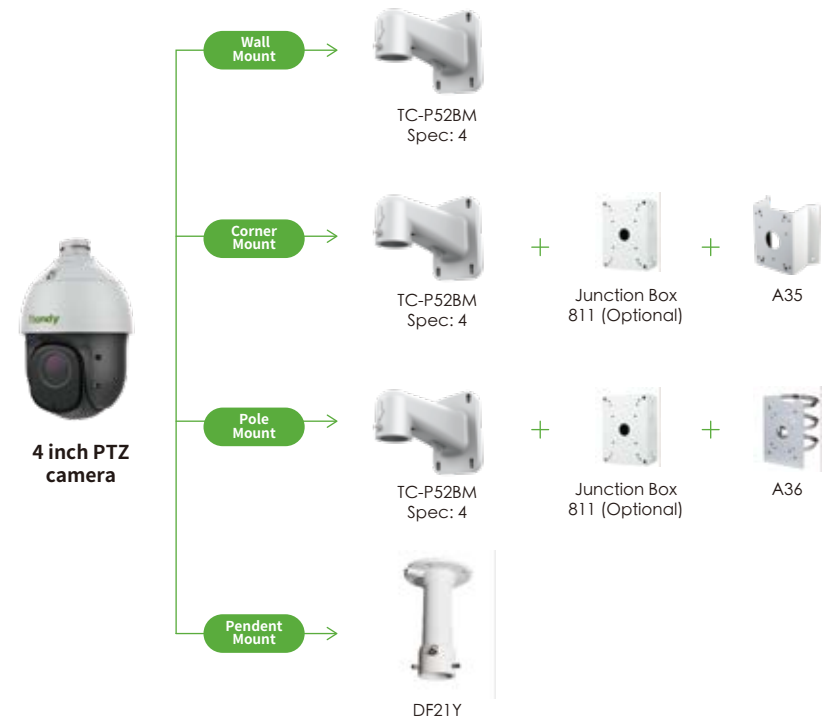 Wall
Mount
TC-P52BM
Spec: 4
Corner
Mount
TC-P52BM
Spec: 4
Junction Box
811 (Optional)
A35
Tiandy
4 inch PTZ
camera
Pole
Mount
TC-P52BM
Spec: 4
Junction Box
811 (Optional)
A36
Pendent
Mount
DF21Y